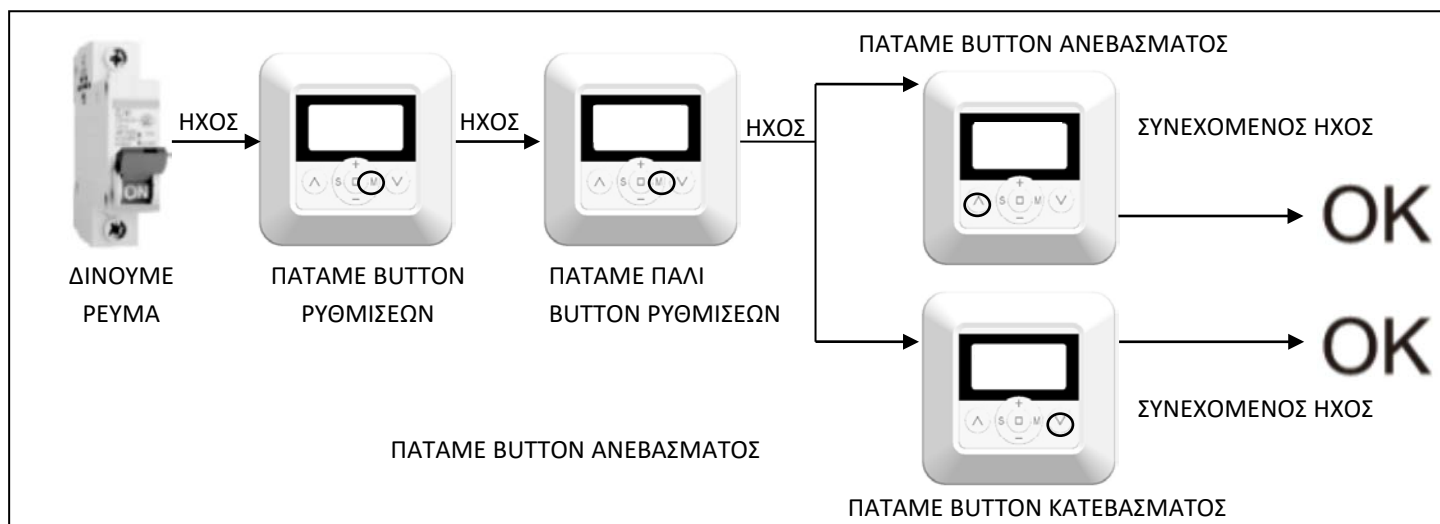 ΠΑΤΑΜΕ BUTTON ΑΝΕΒΑΣΜΑΤΟΣ
ΗΧΟΣ
ΗΧΟΣ
ΗΧΟΣ
ΣΥΝΕΧΟΜΕΝΟΣ ΗΧΟΣ
ON
+
S M
−
+
S M
−
+
S M
−
OK
ΔΙΝΟΥΜΕ
ΡΕΥΜΑ
ΠΑΤΑΜΕ BUTTON
ΡΥΘΜΙΣΕΩΝ
ΠΑΤΑΜΕ ΠΑΛΙ
BUTTON ΡΥΘΜΙΣΕΩΝ
OK
+
S M
−
ΣΥΝΕΧΟΜΕΝΟΣ ΗΧΟΣ
ΠΑΤΑΜΕ BUTTON ΑΝΕΒΑΣΜΑΤΟΣ
ΠΑΤΑΜΕ BUTTON ΚΑΤΕΒΑΣΜΑΤΟΣ